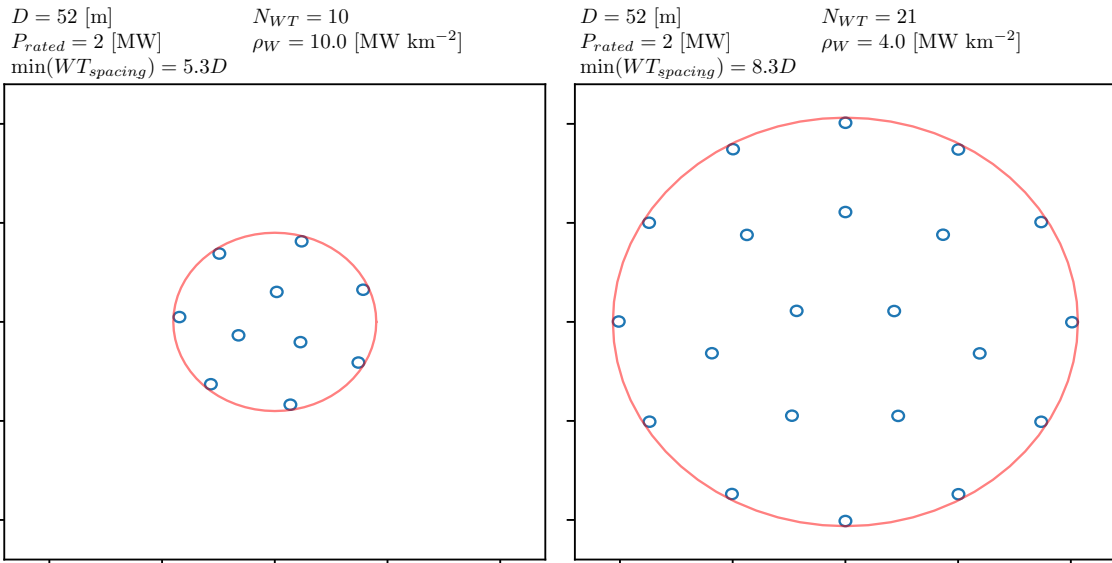 D = 52 [m] N_{WT} = 10
P_{rated} = 2 [MW] ρ_W = 10.0 [MW km^{−2}]
min(WT_{spacing}) = 5.3D
D = 52 [m] N_{WT} = 21
P_{rated} = 2 [MW] ρ_W = 4.0 [MW km^{−2}]
min(WT_{spacing}) = 8.3D